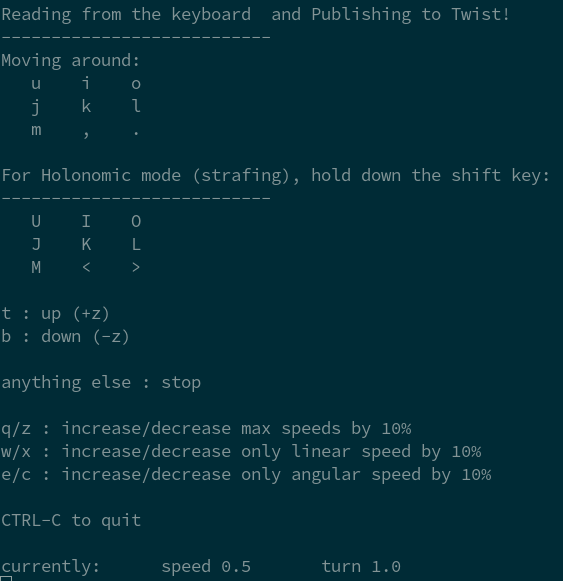 Reading from the keyboard  and Publishing to Twist!
---------------------------
Moving around:
   u    i    o
   j    k    l
   m    ,    .

For Holonomic mode (strafing), hold down the shift key:
---------------------------
   U    I    O
   J    K    L
   M    <    >

t : up (+z)
b : down (-z)

anything else : stop

q/z : increase/decrease max speeds by 10%
w/x : increase/decrease only linear speed by 10%
e/c : increase/decrease only angular speed by 10%

CTRL-C to quit

currently:      speed 0.5       turn 1.0